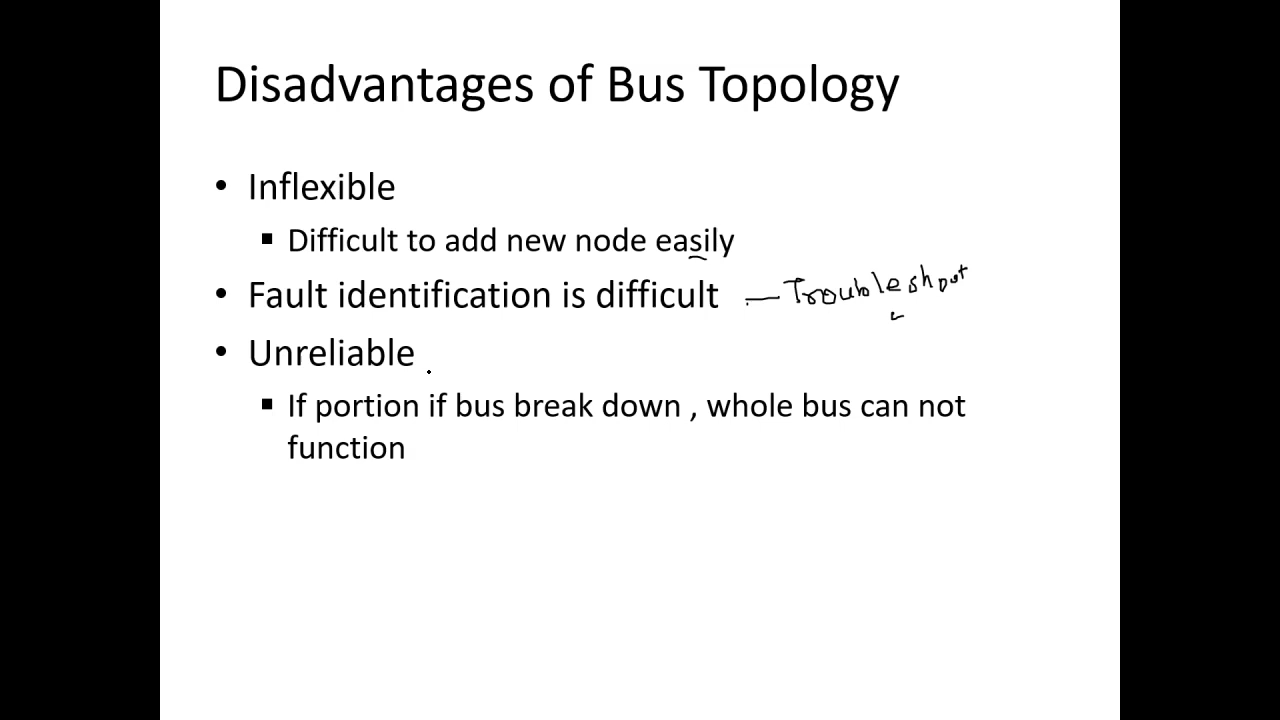 Disadvantages of Bus Topology
• Inflexible
▪ Difficult to add new node easily
• Fault identification is difficult — Troubleshoot
• Unreliable
▪ If portion if bus break down , whole bus can not
function